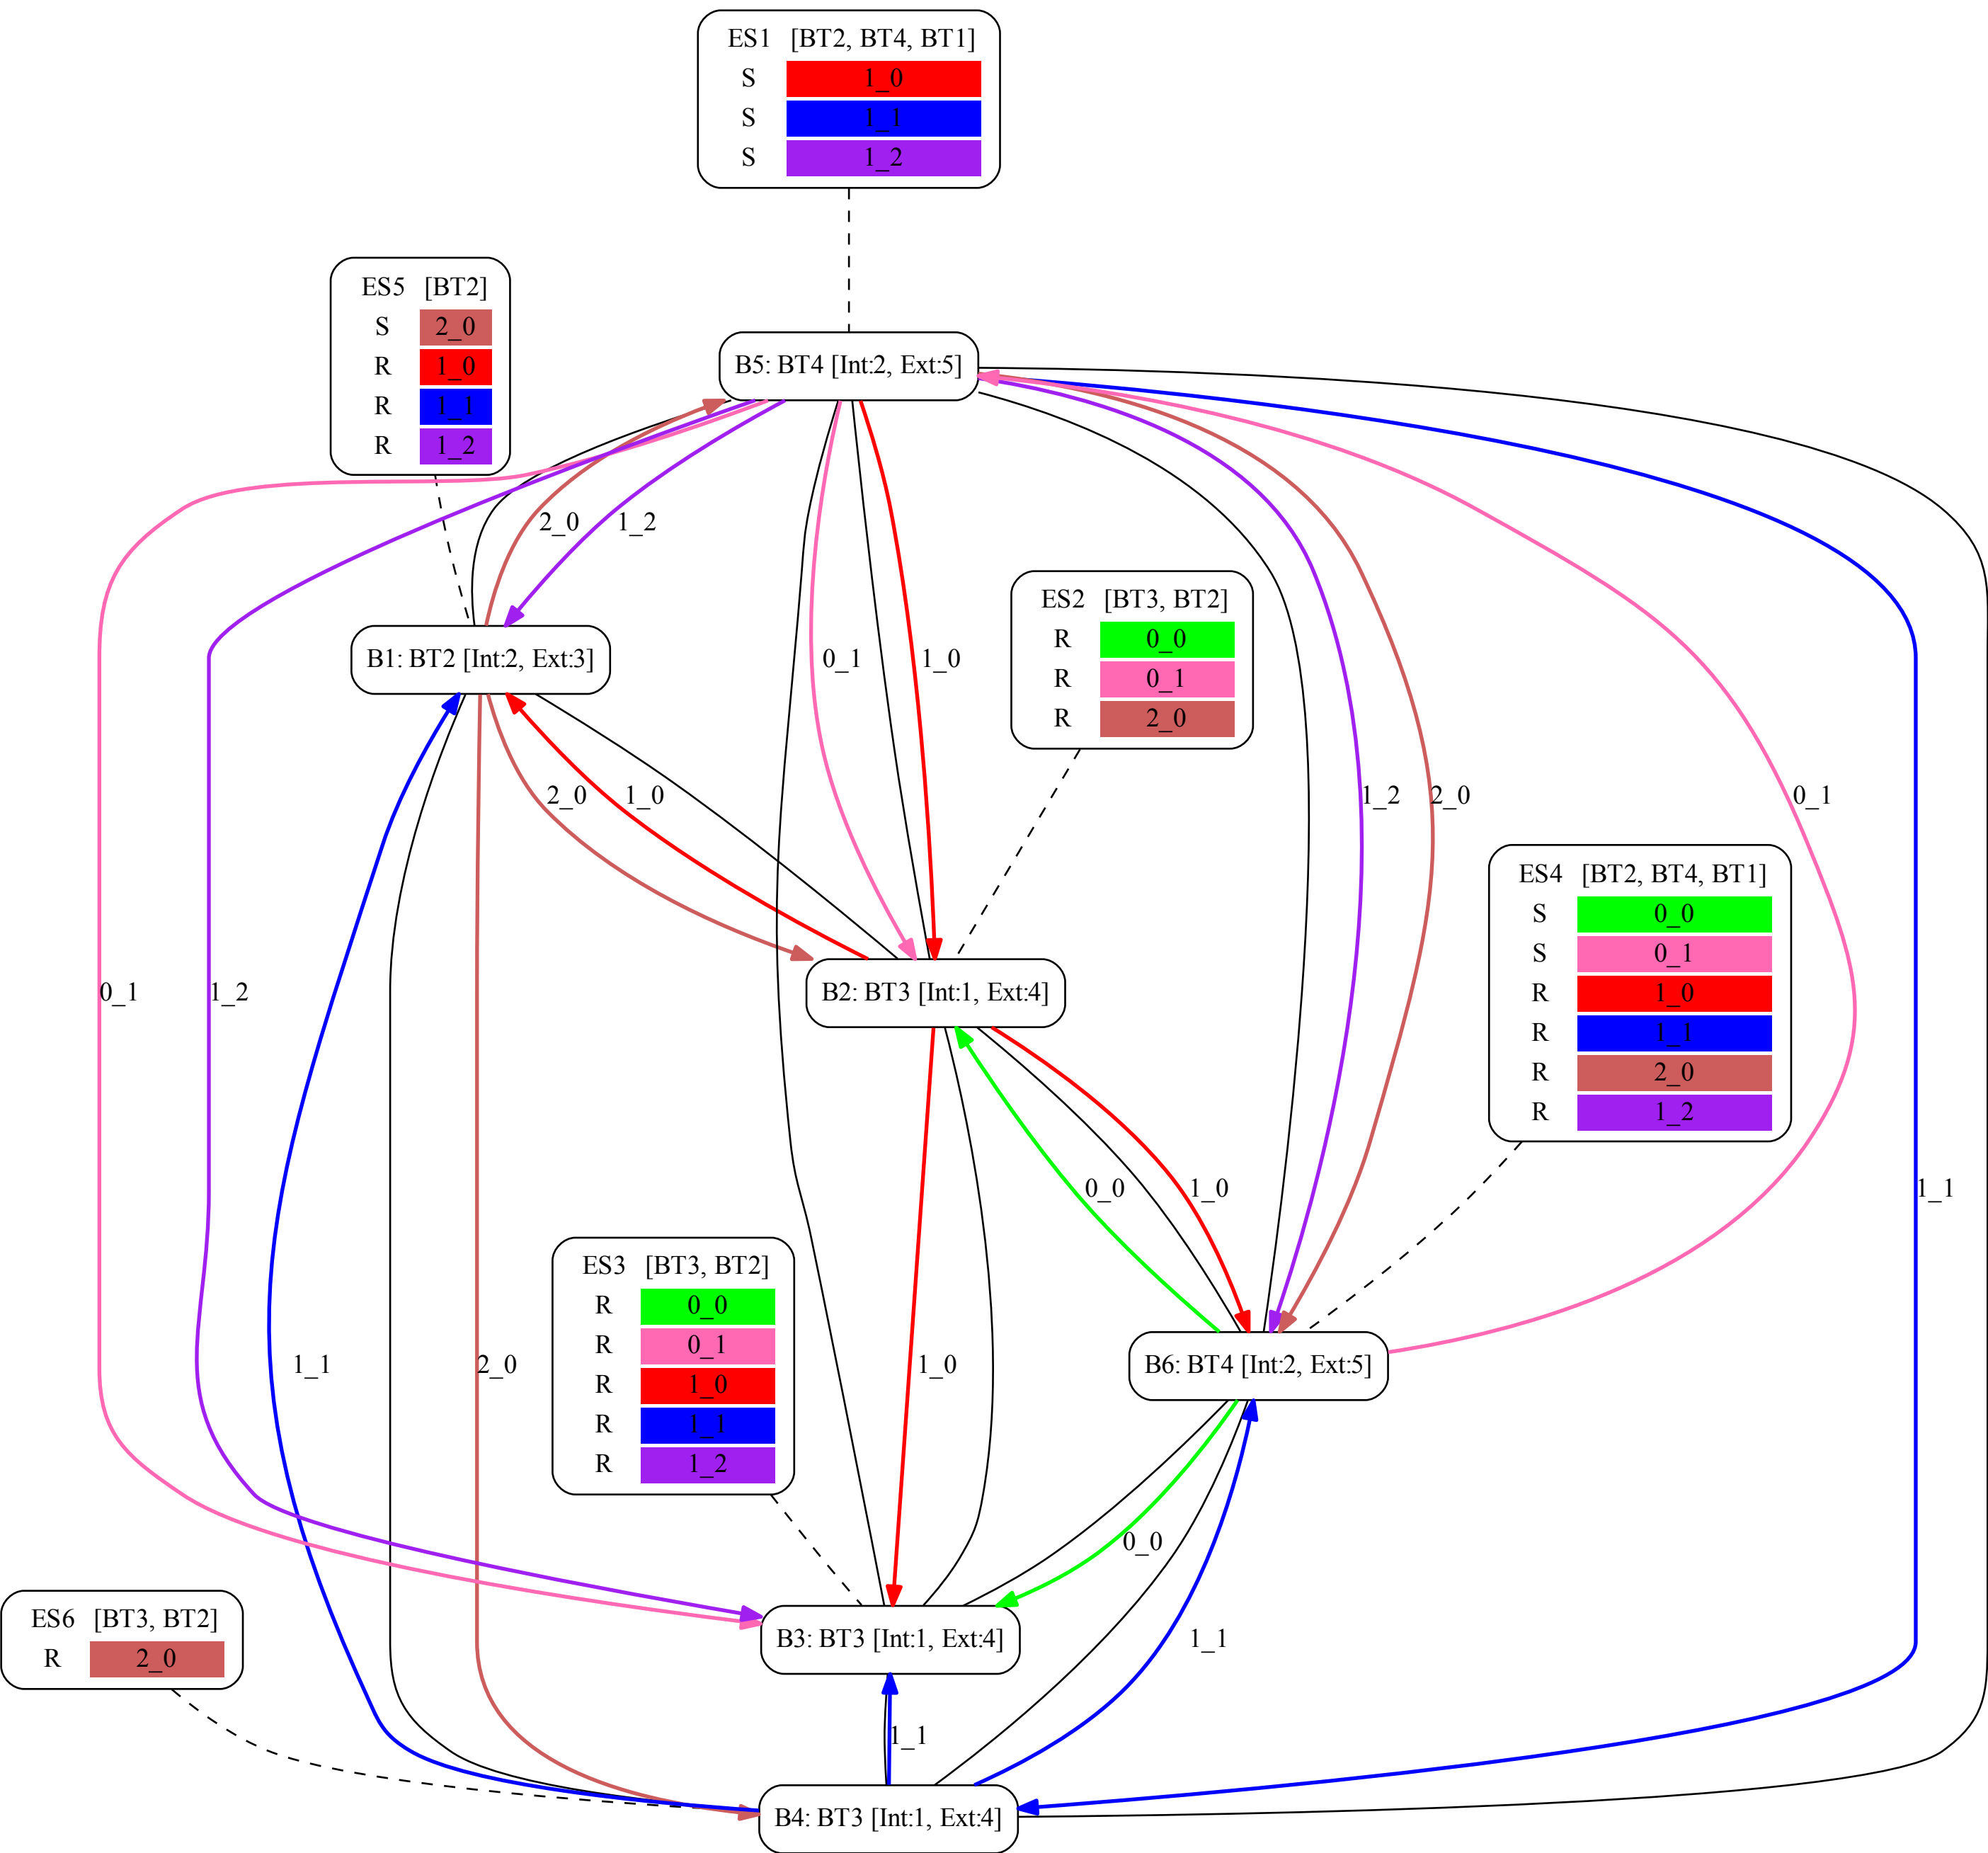 ES1 [BT2, BT4, BT1]
S 1_0
S 1_1
S 1_2
ES5 [BT2]
S 2_0
R 1_0
R 1_1
R 1_2
B5: BT4 [Int:2, Ext:5]
2_0
1_2
ES2 [BT3, BT2]
R 0_0
R 0_1
R 2_0
B1: BT2 [Int:2, Ext:3]
0_1
1_0
2_0
1_0
1_2
2_0
0_1
ES4 [BT2, BT4, BT1]
S 0_0
S 0_1
R 1_0
R 1_1
R 2_0
R 1_2
0_1
1_2
B2: BT3 [Int:1, Ext:4]
0_0
1_0
1_1
ES3 [BT3, BT2]
R 0_0
R 0_1
R 1_0
R 1_1
R 1_2
1_1
2_0
1_0
B6: BT4 [Int:2, Ext:5]
0_0
ES6 [BT3, BT2]
R 2_0
B3: BT3 [Int:1, Ext:4]
1_1
1_1
B4: BT3 [Int:1, Ext:4]